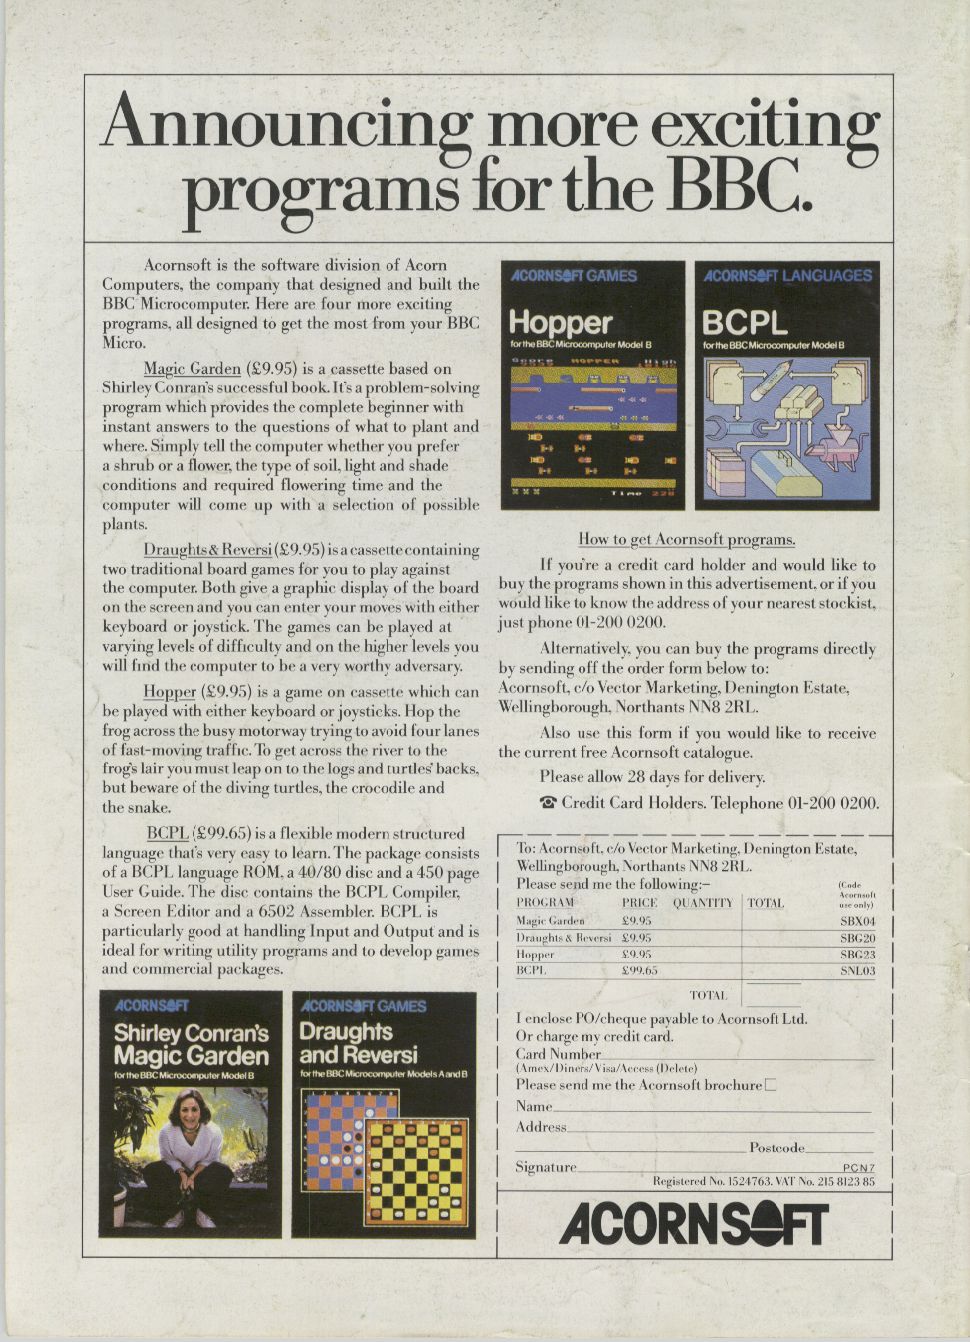 Announcing more exciting
programs for the BBC.
Acornsoft is the software division of Acorn
Computers, the company that designed and built the
BBC Microcomputer. Here are four more exciting
programs, all designed to get the most from your BBC
Micro.
Magic Garden (£9.95) is a cassette based on
Shirley Conran's successful book. It's a problem-solving
program which provides the complete beginner with
instant answers to the questions of what to plant and
where. Simply tell the computer whether you prefer
a shrub or a flower, the type of soil, light and shade
conditions and required flowering time and the
computer will come up with a selection of possible
plants.
Draughts & Reversi (£9.95) is a cassette containing
two traditional board games for you to play against
the computer. Both give a graphic display of the board
on the screen and you can enter your moves with either
keyboard or joystick. The games can be played at
varying levels of difficulty and on the higher levels you
will find the computer to be a very worthy adversary.
Hopper (£9.95) is a game on cassette which can
be played with either keyboard or joysticks. Hop the
frog across the busy motorway trying to avoid four lanes
of fast-moving traffic. To get across the river to the
frog's lair you must leap on to the logs and turtles' backs,
but beware of the diving turtles, the crocodile and
the snake.
BCPL (£99.65) is a flexible modern structured
language that's very easy to learn. The package consists
of a BCPL language ROM, a 40/80 disc and a 450 page
User Guide. The disc contains the BCPL Compiler,
a Screen Editor and a 6502 Assembler. BCPL is
particularly good at handling Input and Output and is
ideal for writing utility programs and to develop games
and commercial packages.
ACORNSOFT
Shirley Conran's
Magic Garden
for the BBC Microcomputer Model B
ACORNSOFT GAMES
Draughts
and Reversi
for the BBC Microcomputer Models A and B
ACORNSOFT GAMES
Hopper
for the BBC Microcomputer Model B
Score HOPPER High
Time 228
ACORNSOFT LANGUAGES
BCPL
for the BBC Microcomputer Model B
How to get Acornsoft programs.
If you're a credit card holder and would like to
buy the programs shown in this advertisement, or if you
would like to know the address of your nearest stockist,
just phone 01-200 0200.
Alternatively, you can buy the programs directly
by sending off the order form below to:
Acornsoft, c/o Vector Marketing, Denington Estate,
Wellingborough, Northants NN8 2RL.
Also use this form if you would like to receive
the current free Acornsoft catalogue.
Please allow 28 days for delivery.
☎ Credit Card Holders. Telephone 01-200 0200.
To: Acornsoft, c/o Vector Marketing, Denington Estate,
Wellingborough, Northants NN8 2RL.
Please send me the following:—
(Code
Acornsoft
use only)
PROGRAM PRICE QUANTITY TOTAL
Magic Garden £9.95 SBX04
Draughts & Reversi £9.95 SBG20
Hopper £9.95 SBG23
BCPL £99.65 SNL03
TOTAL
I enclose PO/cheque payable to Acornsoft Ltd.
Or charge my credit card.
Card Number
(Amex/Diners/Visa/Access (Delete)
Please send me the Acornsoft brochure □
Name
Address
Postcode
Signature PCN7
Registered No. 1524763. VAT No. 215 8123 85
ACORNSOFT